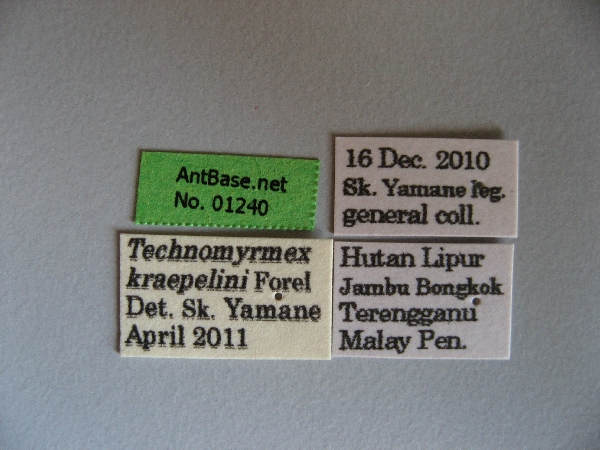 AntBase.net
No. 01240
16 Dec. 2010
Sk. Yamane leg.
general coll.
Technomyrmex
kraepelini Forel
Det. Sk. Yamane
April 2011
Hutan Lipur
Jambu Bongkok
Terengganu
Malay Pen.